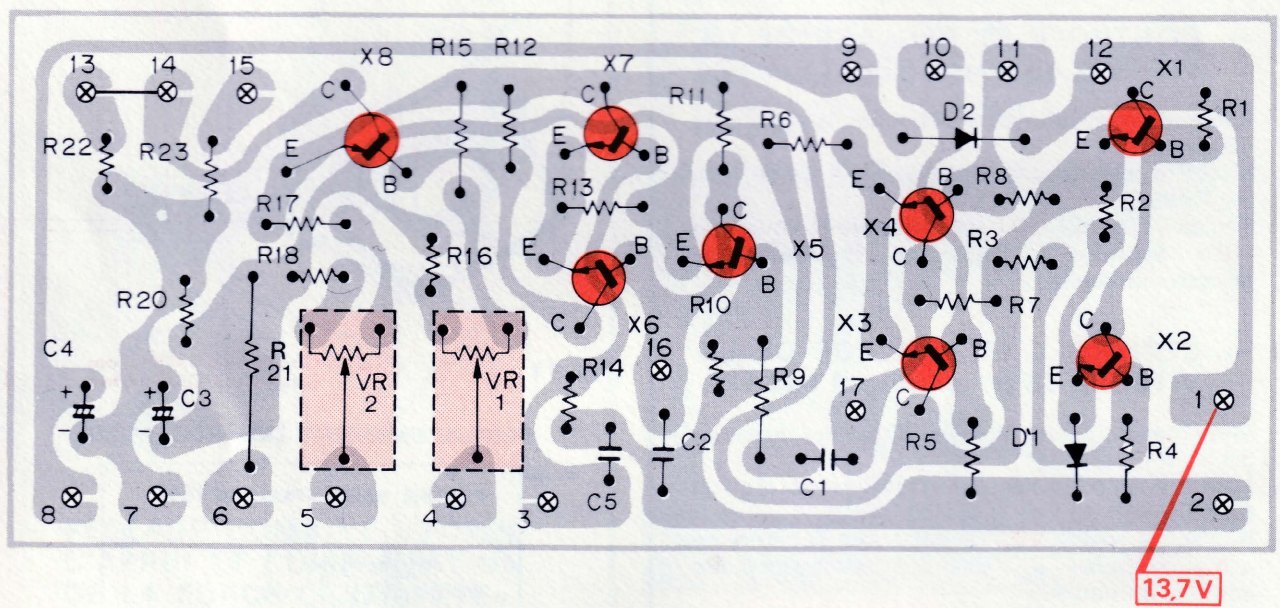 13 14 15 X8 R15 R12 X7 9 10 11 12 X1
C C C
R11 R6 D2 R1
R22 R23 E E B E B
B
R13 E B R8 R2
R17 C X4 R3
R18 R16 E B E X5 C
B
R20 R10 R7
C X6 X3 C X2
C4 R 21 VR 2 VR 1 R14 16 R9 E B E B
+ + C3 17 C 1
- - C2 R5 D1 R4
C5 C1
8 7 6 5 4 3 2
13,7 V